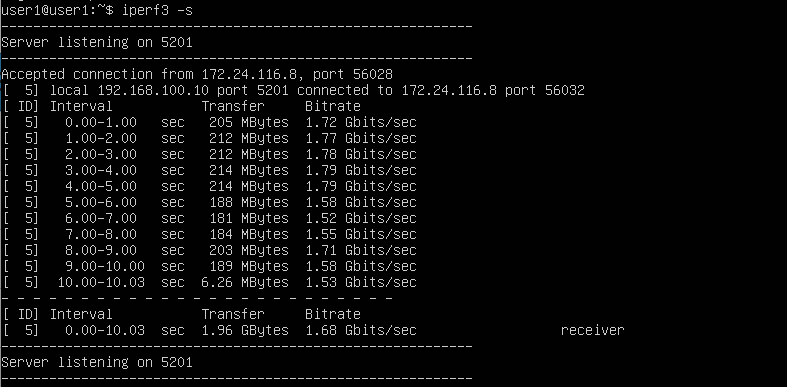 user1@user1:~$ iperf3 -s
-----------------------------------------------------------
Server listening on 5201
-----------------------------------------------------------
Accepted connection from 172.24.116.8, port 56028
[  5] local 192.168.100.10 port 5201 connected to 172.24.116.8 port 56032
[ ID] Interval           Transfer     Bitrate
[  5]   0.00-1.00   sec   205 MBytes  1.72 Gbits/sec
[  5]   1.00-2.00   sec   212 MBytes  1.77 Gbits/sec
[  5]   2.00-3.00   sec   212 MBytes  1.78 Gbits/sec
[  5]   3.00-4.00   sec   214 MBytes  1.79 Gbits/sec
[  5]   4.00-5.00   sec   214 MBytes  1.79 Gbits/sec
[  5]   5.00-6.00   sec   188 MBytes  1.58 Gbits/sec
[  5]   6.00-7.00   sec   181 MBytes  1.52 Gbits/sec
[  5]   7.00-8.00   sec   184 MBytes  1.55 Gbits/sec
[  5]   8.00-9.00   sec   203 MBytes  1.71 Gbits/sec
[  5]   9.00-10.00  sec   189 MBytes  1.58 Gbits/sec
[  5]  10.00-10.03  sec  6.26 MBytes  1.53 Gbits/sec
- - - - - - - - - - - - - - - - - - - - - - - - -
[ ID] Interval           Transfer     Bitrate
[  5]   0.00-10.03  sec  1.96 GBytes  1.68 Gbits/sec                  receiver
-----------------------------------------------------------
Server listening on 5201
-----------------------------------------------------------